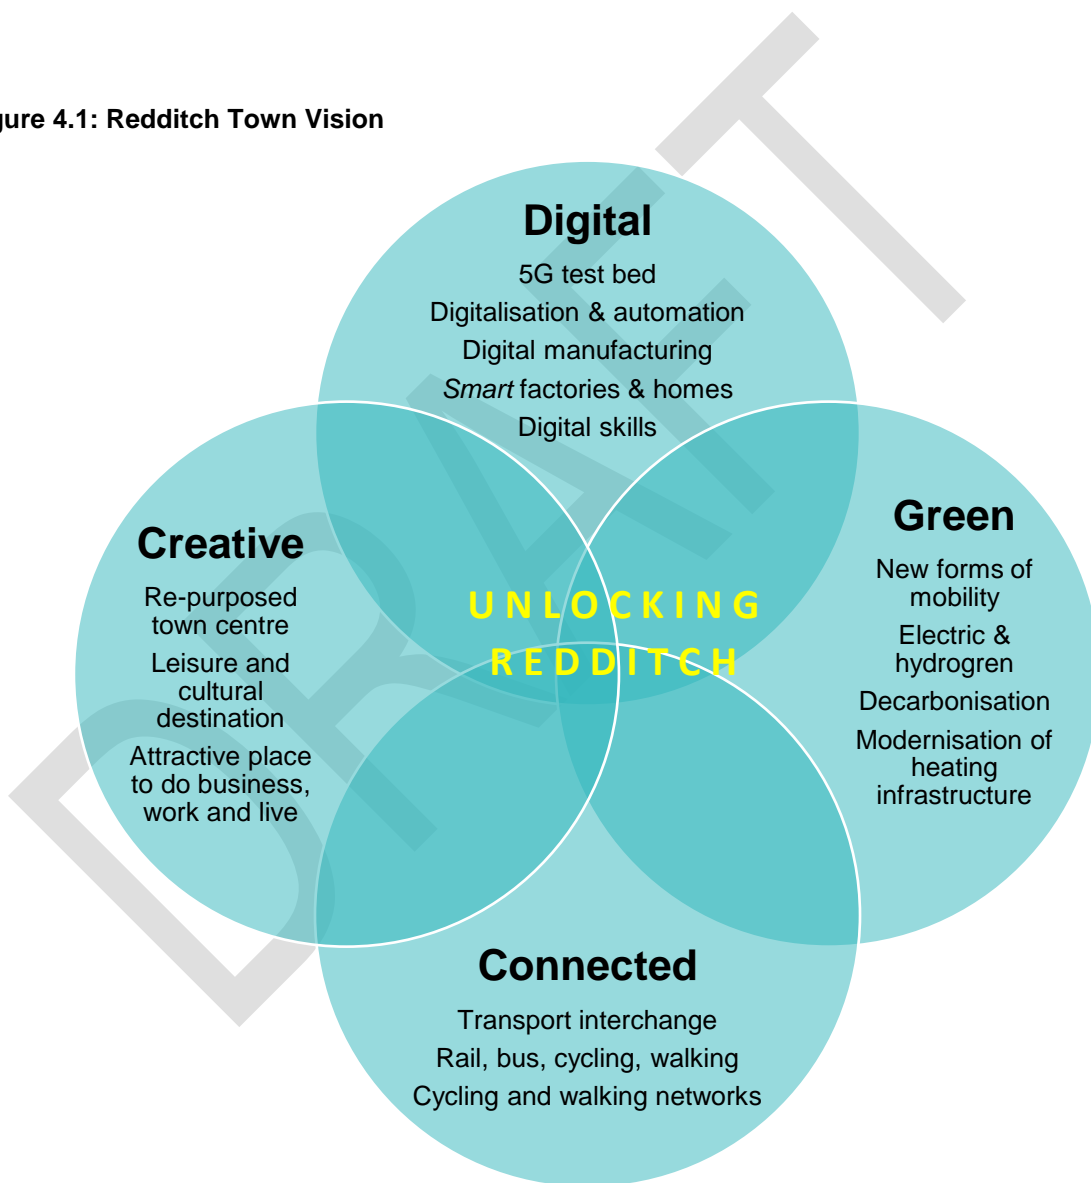 gure 4.1: Redditch Town Vision
Digital
5G test bed
Digitalisation & automation
Digital manufacturing
Smart factories & homes
Digital skills
Creative
Re-purposed
town centre
Leisure and
cultural
destination
Attractive place
to do business,
work and live
UNLOCKING
REDDITCH
Green
New forms of
mobility
Electric &
hydrogren
Decarbonisation
Modernisation of
heating
infrastructure
Connected
Transport interchange
Rail, bus, cycling, walking
Cycling and walking networks
DRAFT